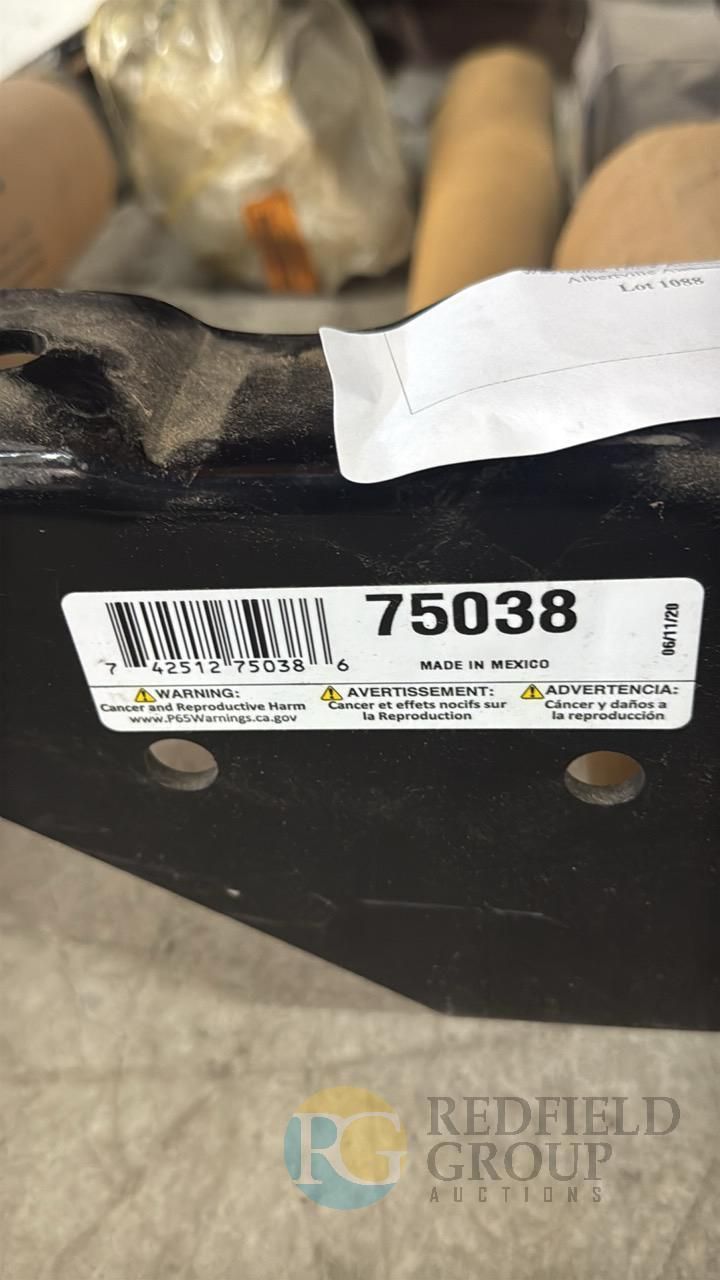 Albertville
Lot 1088
75038
06/11/20
7 42512 75038 6
MADE IN MEXICO
WARNING:
Cancer and Reproductive Harm
www.P65Warnings.ca.gov
AVERTISSEMENT:
Cancer et effets nocifs sur
la Reproduction
ADVERTENCIA:
Cáncer y daños a
la reproducción
RG
REDFIELD
GROUP
AUCTIONS